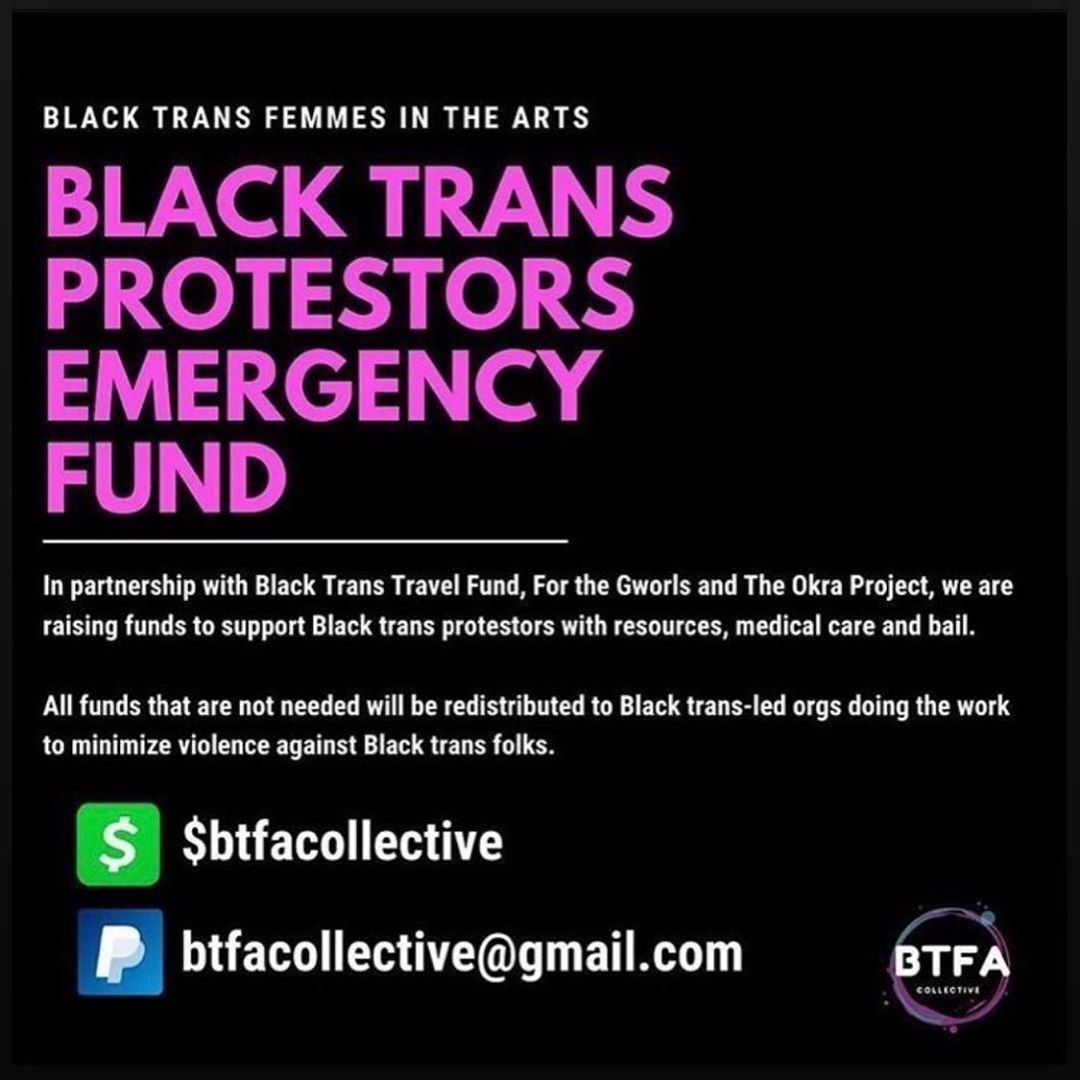 BLACK TRANS FEMMES IN THE ARTS
BLACK TRANS
PROTESTORS
EMERGENCY
FUND
In partnership with Black Trans Travel Fund, For the Gworls and The Okra Project, we are
raising funds to support Black trans protestors with resources, medical care and bail.
All funds that are not needed will be redistributed to Black trans-led orgs doing the work
to minimize violence against Black trans folks.
$ $btfacollective
P btfacollective@gmail.com
BTFA
COLLECTIVE